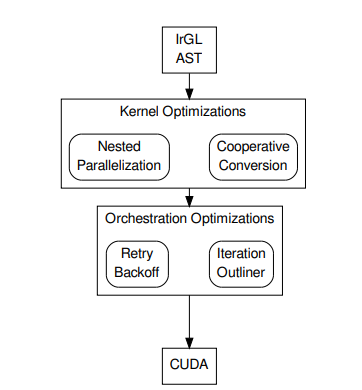 IrGL
AST
Kernel Optimizations
Nested
Parallelization
Cooperative
Conversion
Orchestration Optimizations
Retry
Backoff
Iteration
Outliner
CUDA